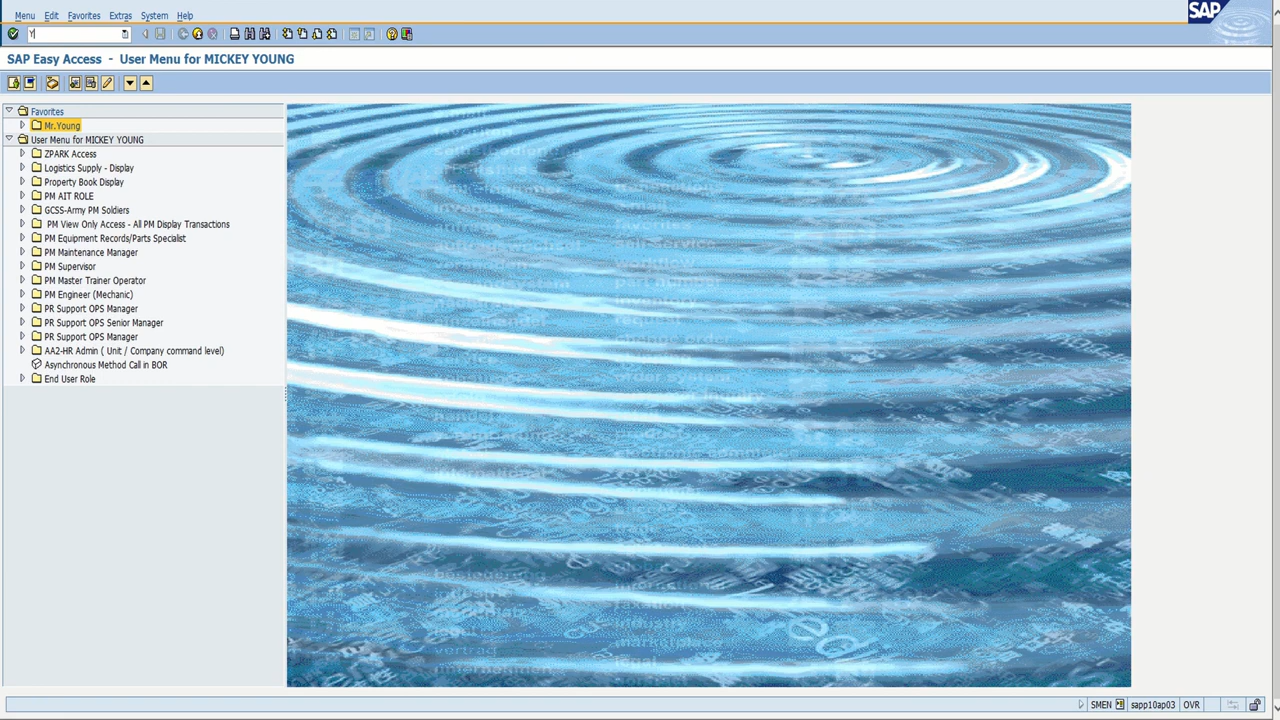 Menu Edit Favorites Extras System Help
SAP
Y
SAP Easy Access - User Menu for MICKEY YOUNG
Favorites
Mr.Young
User Menu for MICKEY YOUNG
ZPARK Access
Logistics Supply - Display
Property Book Display
PM AIT ROLE
GCSS-Army PM Soldiers
PM View Only Access - All PM Display Transactions
PM Equipment Records/Parts Specialist
PM Maintenance Manager
PM Supervisor
PM Master Trainer Operator
PM Engineer (Mechanic)
PR Support OPS Manager
PR Support OPS Senior Manager
PR Support OPS Manager
AA2-HR Admin ( Unit / Company command level)
Asynchronous Method Call in BOR
End User Role
SMEN sapp10ap03 OVR